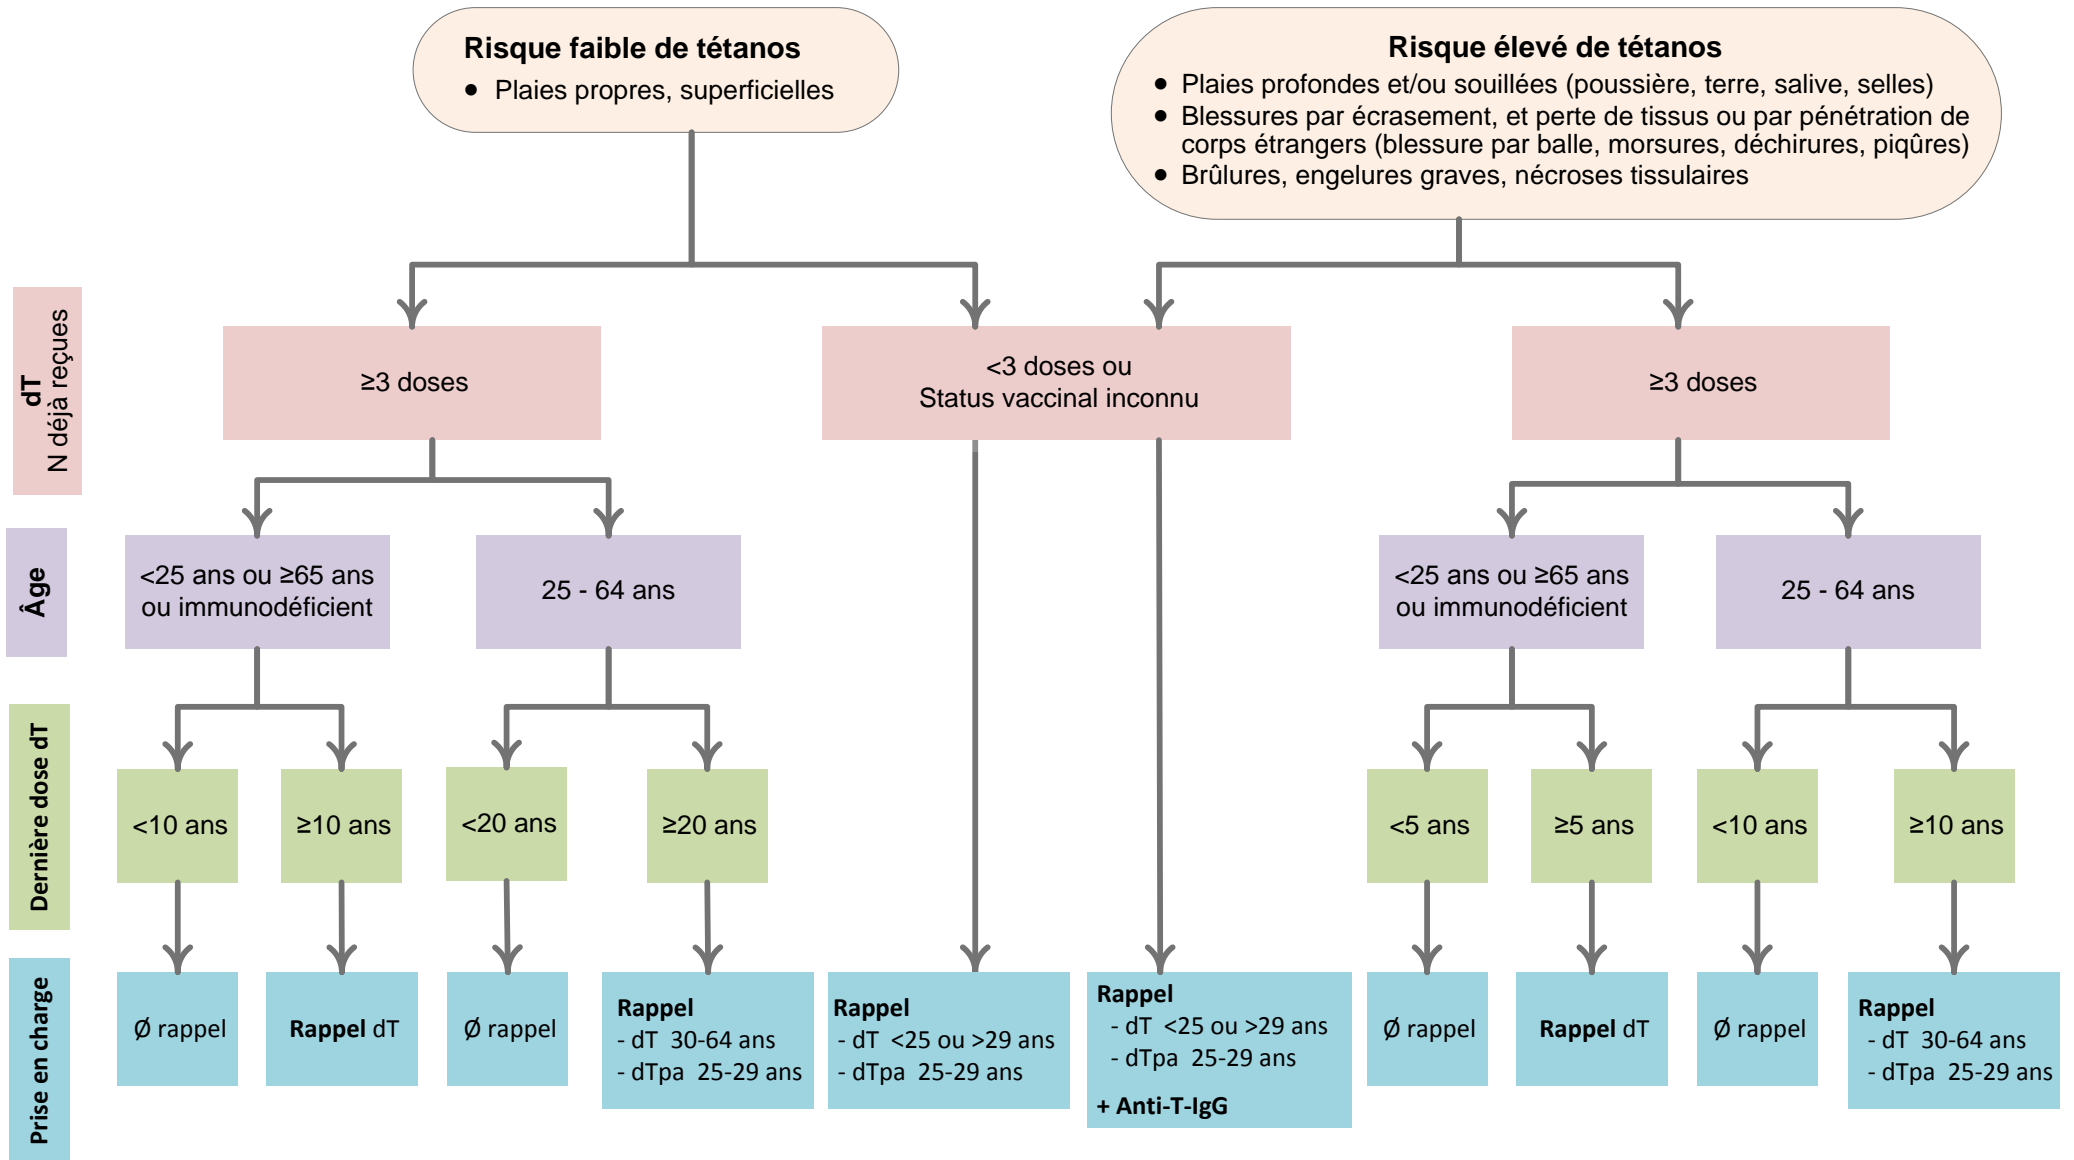 Risque faible de tétanos
• Plaies propres, superficielles
Risque élevé de tétanos
• Plaies profondes et/ou souillées (poussière, terre, salive, selles)
• Blessures par écrasement, et perte de tissus ou par pénétration de
corps étrangers (blessure par balle, morsures, déchirures, piqûres)
• Brûlures, engelures graves, nécroses tissulaires
dT
N déjà reçues
≥3 doses
<3 doses ou
Status vaccinal inconnu
≥3 doses
Âge
<25 ans ou ≥65 ans
ou immunodéficient
25 - 64 ans
<25 ans ou ≥65 ans
ou immunodéficient
25 - 64 ans
Dernière dose dT
<10 ans
≥10 ans
<20 ans
≥20 ans
<5 ans
≥5 ans
<10 ans
≥10 ans
Prise en charge
Ø rappel
Rappel dT
Ø rappel
Rappel
- dT 30-64 ans
- dTpa 25-29 ans
Rappel
- dT <25 ou >29 ans
- dTpa 25-29 ans
Rappel
- dT <25 ou >29 ans
- dTpa 25-29 ans
+ Anti-T-IgG
Ø rappel
Rappel dT
Ø rappel
Rappel
- dT 30-64 ans
- dTpa 25-29 ans